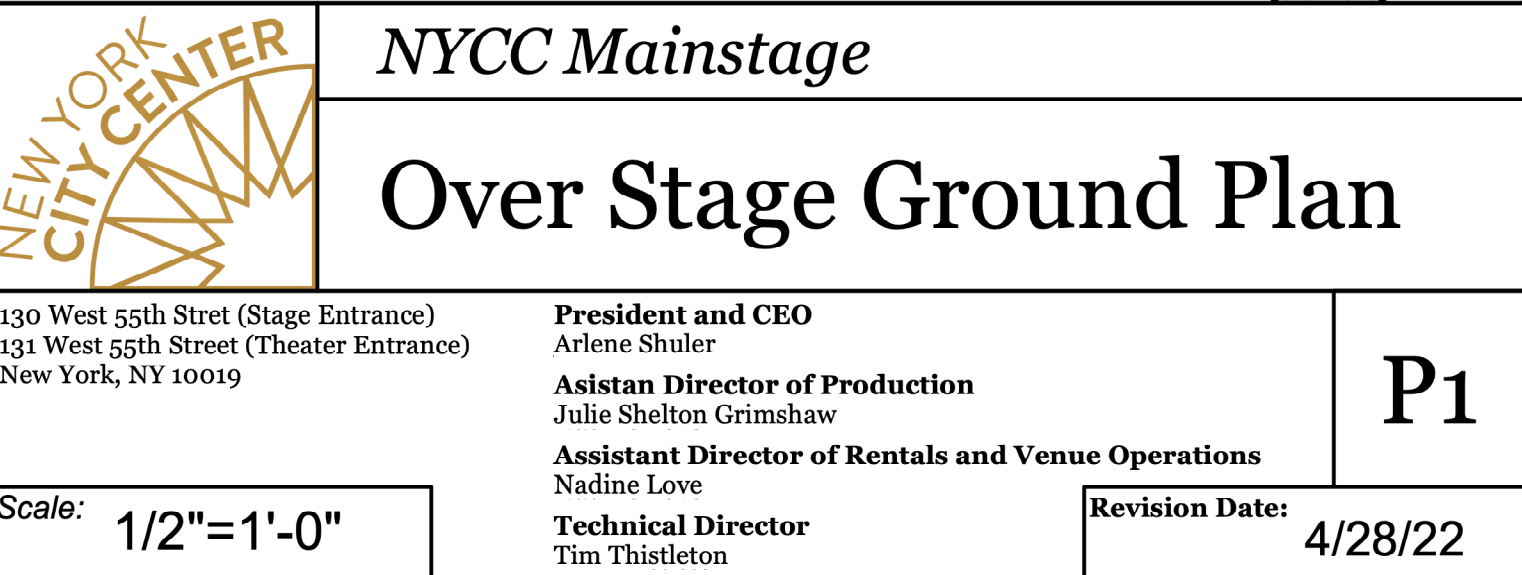 NEW YORK
CITY CENTER
NYCC Mainstage
Over Stage Ground Plan
130 West 55th Stret (Stage Entrance)
131 West 55th Street (Theater Entrance)
New York, NY 10019
President and CEO
Arlene Shuler
Asistan Director of Production
Julie Shelton Grimshaw
Assistant Director of Rentals and Venue Operations
Nadine Love
Technical Director
Tim Thistleton
P1
Scale:
1/2"=1'-0"
Revision Date:
4/28/22